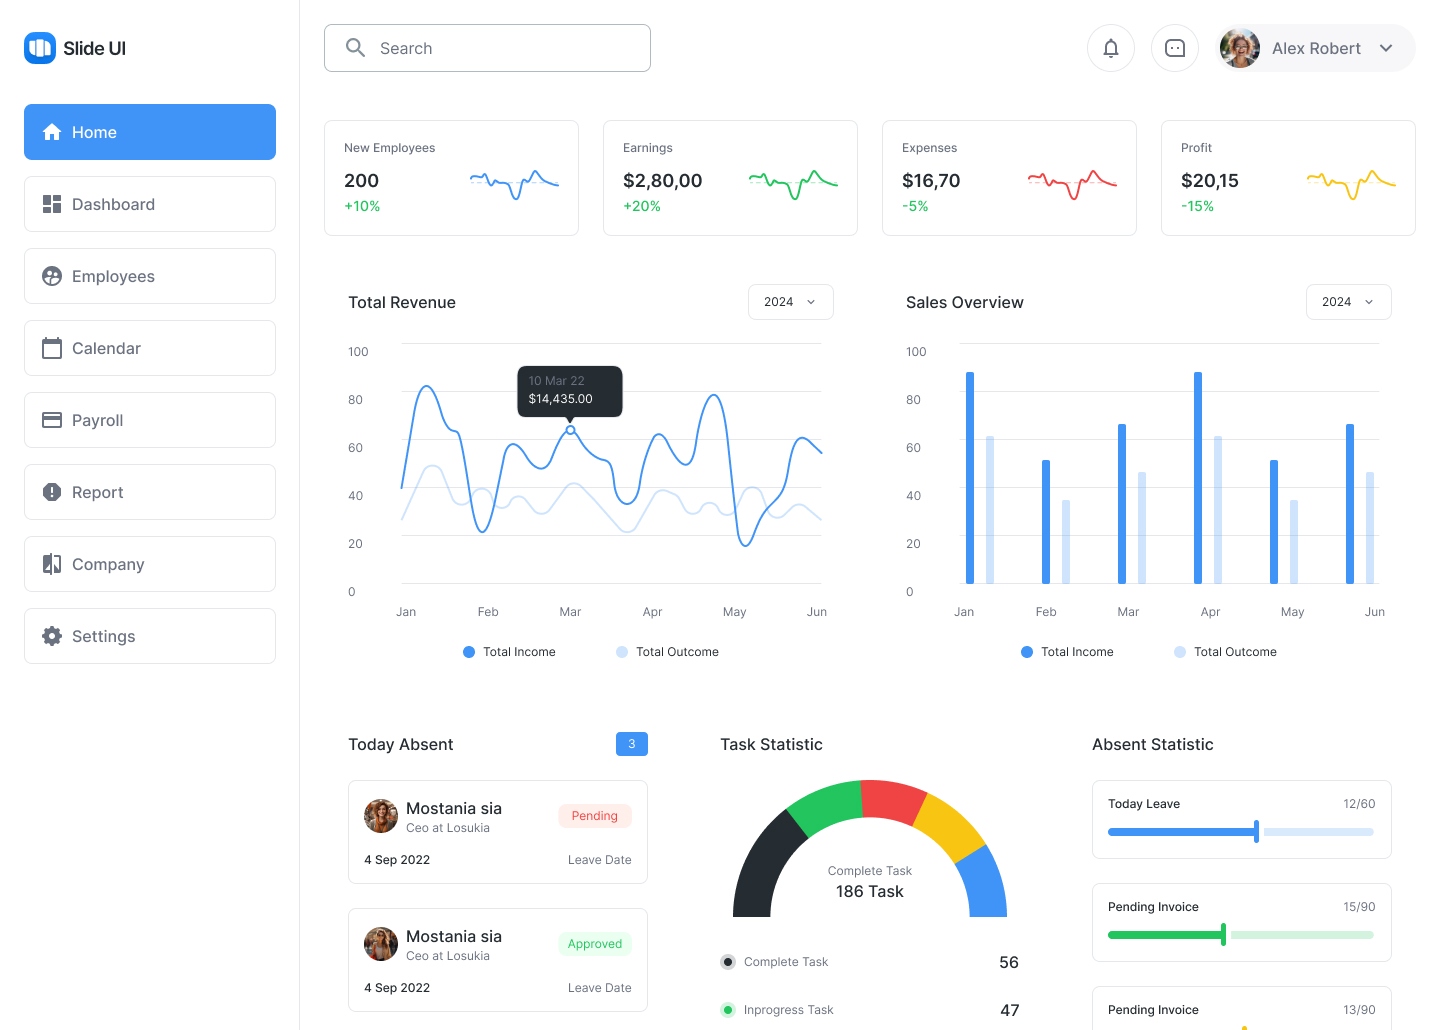 Slide UI
Search
Alex Robert
Home
Dashboard
Employees
Calendar
Payroll
Report
Company
Settings
New Employees
200
+10%
Earnings
$2,80,00
+20%
Expenses
$16,70
-5%
Profit
$20,15
-15%
Total Revenue
2024
100
80
60
40
20
0
10 Mar 22
$14,435.00
Jan Feb Mar Apr May Jun
Total Income Total Outcome
Sales Overview
2024
100
80
60
40
20
0
Jan Feb Mar Apr May Jun
Total Income Total Outcome
Today Absent
3
Mostania sia
Ceo at Losukia
Pending
4 Sep 2022 Leave Date
Mostania sia
Ceo at Losukia
Approved
4 Sep 2022 Leave Date
Task Statistic
Complete Task
186 Task
Complete Task 56
Inprogress Task 47
Absent Statistic
Today Leave 12/60
Pending Invoice 15/90
Pending Invoice 13/90